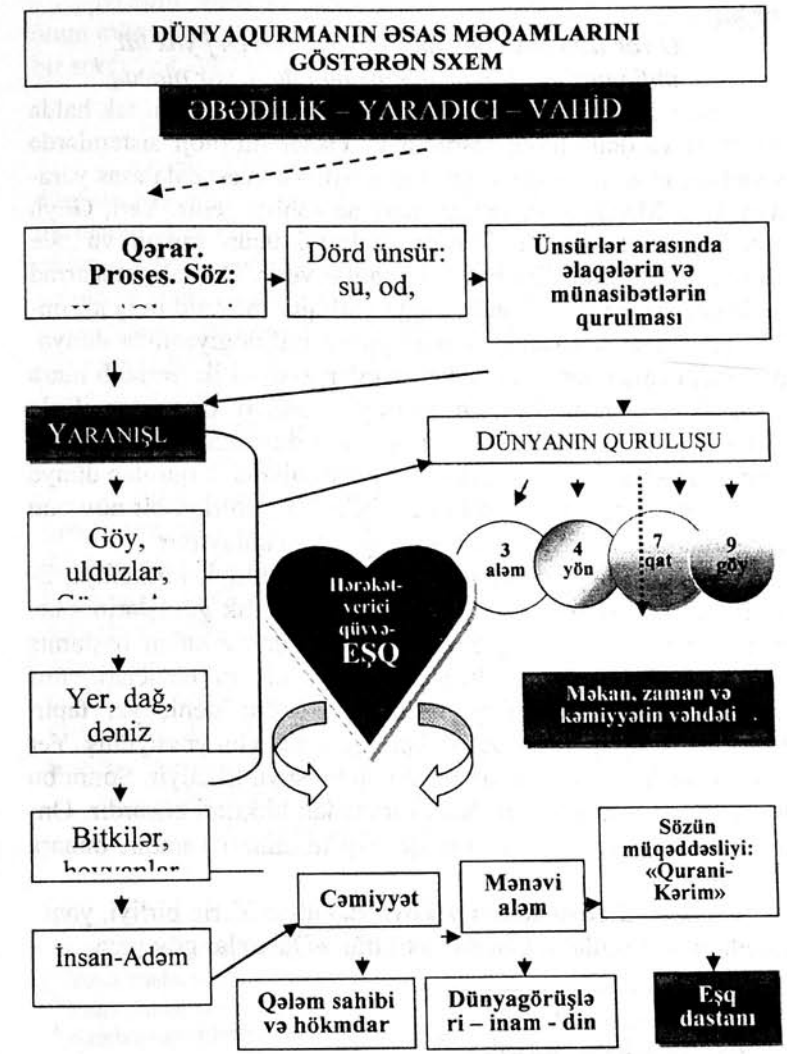 DÜNYAQURMANIN ƏSAS MƏQAMLARINI
GÖSTƏRƏN SXEM
ƏBƏDİLİK – YARADICI – VAHİD
Qərar.
Proses. Söz:
Dörd ünsür:
su, od,
Ünsürlər arasında
əlaqələrin və
münasibətlərin
qurulması
YARANIŞL
DÜNYANIN QURULUŞU
Göy,
ulduzlar,
3
aləm
4
yön
7
qat
9
göy
Hərəkət-
verici
qüvvə-
EŞQ
Yer, dağ,
dəniz
Məkan, zaman və
kəmiyyətin vəhdəti
Bitkilər,
heyvanlar
Cəmiyyət
Mənəvi
aləm
Sözün
müqəddəsliyi:
«Qurani-
Kərim»
İnsan-Adəm
Qələm sahibi
və hökmdar
Dünyagörüşlə
ri – inam - din
Eşq
dastanı